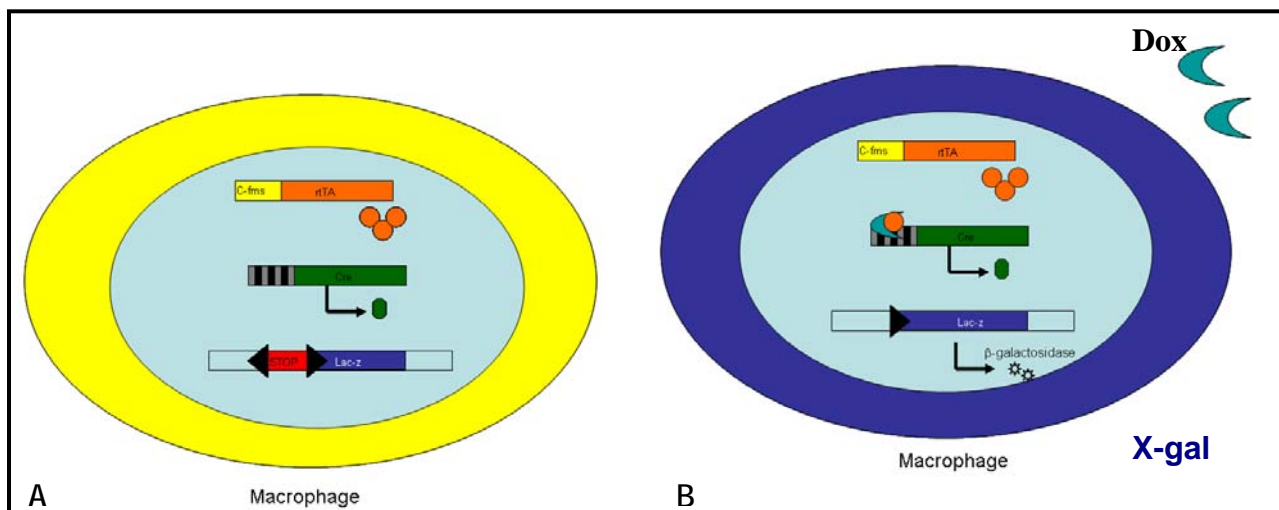 Dox
C-fms rtTA
Cre
STOP Lac-z
Macrophage
A
C-fms rtTA
Cre
Lac-z
β-galactosidase
X-gal
Macrophage
B